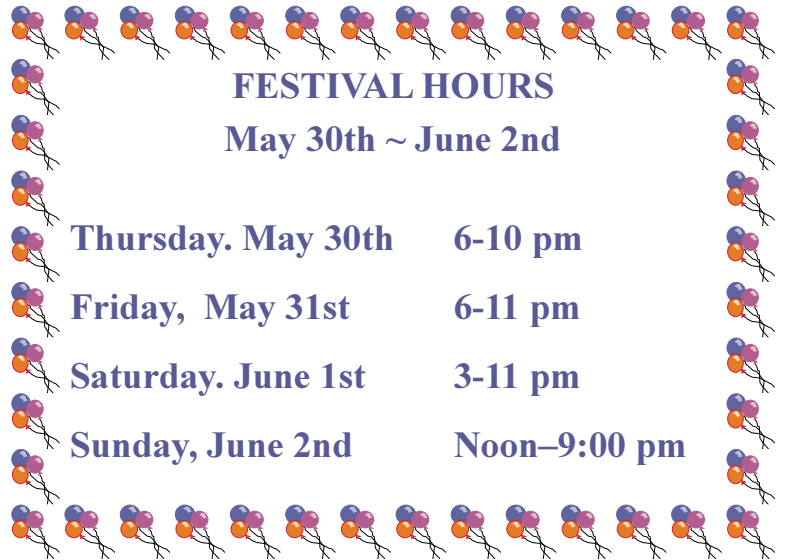 FESTIVAL HOURS
May 30th ~ June 2nd
Thursday. May 30th 6-10 pm
Friday, May 31st 6-11 pm
Saturday. June 1st 3-11 pm
Sunday, June 2nd Noon–9:00 pm